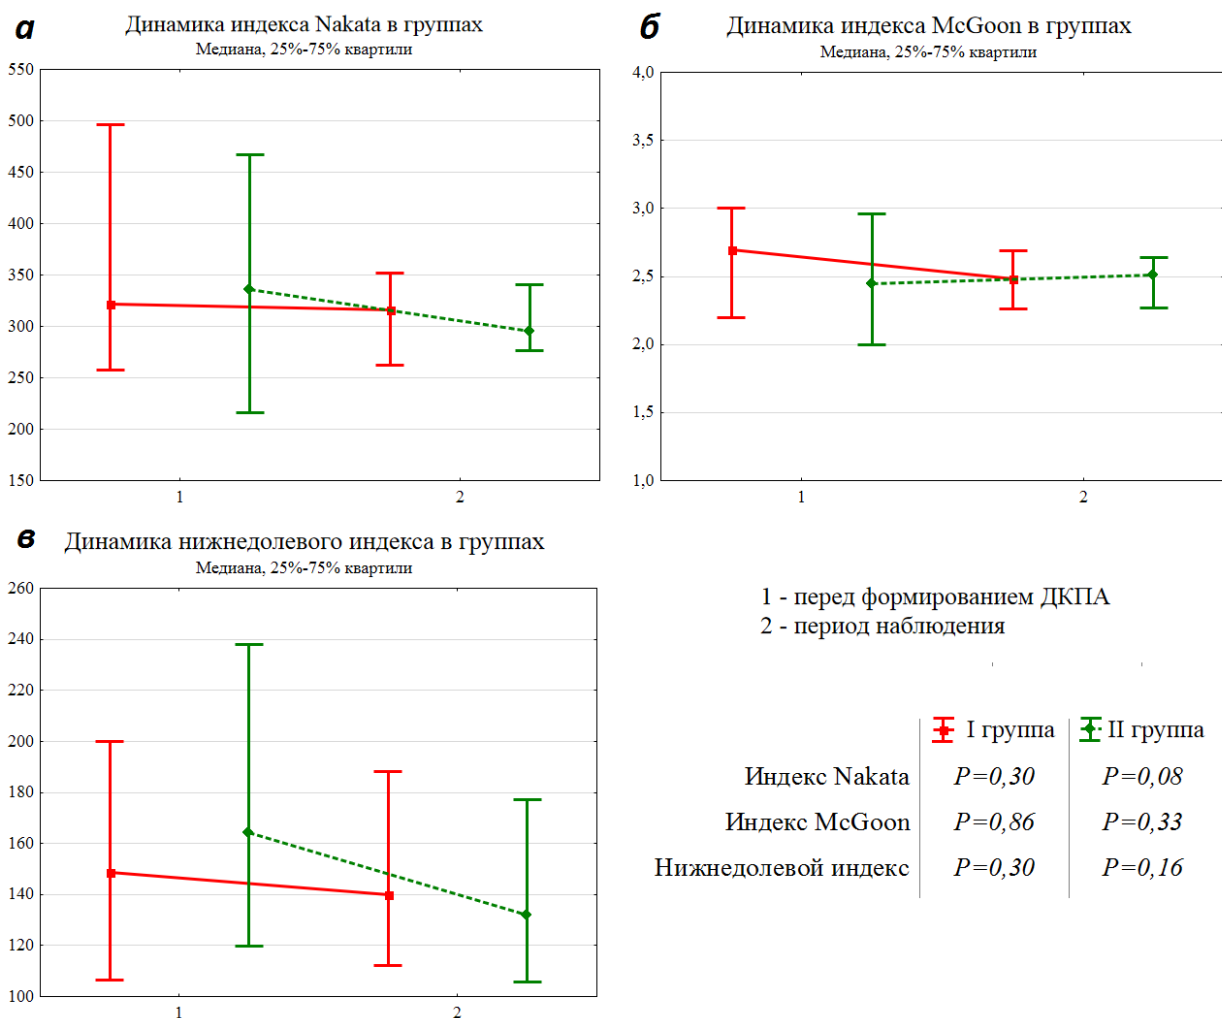 а
Динамика индекса Nakata в группах
Медиана, 25%-75% квартили
550
500
450
400
350
300
250
200
150
1
2
б
Динамика индекса McGoon в группах
Медиана, 25%-75% квартили
4,0
3,5
3,0
2,5
2,0
1,5
1,0
1
2
в
Динамика нижнедолевого индекса в группах
Медиана, 25%-75% квартили
260
240
220
200
180
160
140
120
100
1
2
1 - перед формированием ДКПА
2 - период наблюдения
I группа II группа
Индекс Nakata P=0,30 P=0,08
Индекс McGoon P=0,86 P=0,33
Нижнедолевой индекс P=0,30 P=0,16